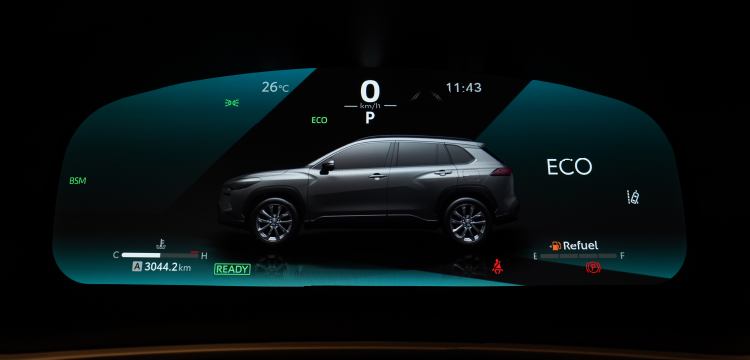 26°C
0
km/h
P
11:43
ECO
BSM
ECO
C H
A 3044.2 km
READY
Refuel
E F
P